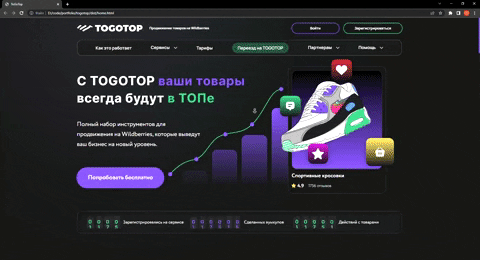 TogoTop
TOGOTOP
Продвижение товаров на Wildberries
Войти
Зарегистрироваться
Как это работает
Сервисы
Тарифы
Переезд на TOGOTOP
Партнерам
Помощь
С TOGOTOP ваши товары
всегда будут в ТОПе
Полный набор инструментов для
продвижения на Wildberries, которые выведут
ваш бизнес на новый уровень.
Попробовать бесплатно
Спортивные кроссовки
4,9
Зарегистрировались на сервисе
Сделанных выкупов
Действий с товарами